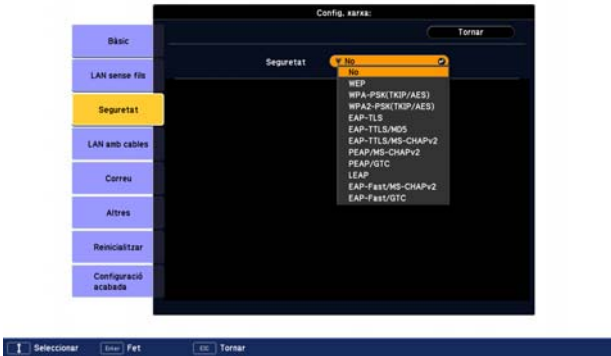 Config. xarxa:
Tornar
Bàsic
LAN sense fils
Seguretat
LAN amb cables
Correu
Altres
Reinicialitzar
Configuració
acabada
Seguretat
No
No
WEP
WPA-PSK(TKIP/AES)
WPA2-PSK(TKIP/AES)
EAP-TLS
EAP-TTLS/MD5
EAP-TTLS/MS-CHAPv2
PEAP/MS-CHAPv2
PEAP/GTC
LEAP
EAP-Fast/MS-CHAPv2
EAP-Fast/GTC
Seleccionar Enter Fet ESC Tornar